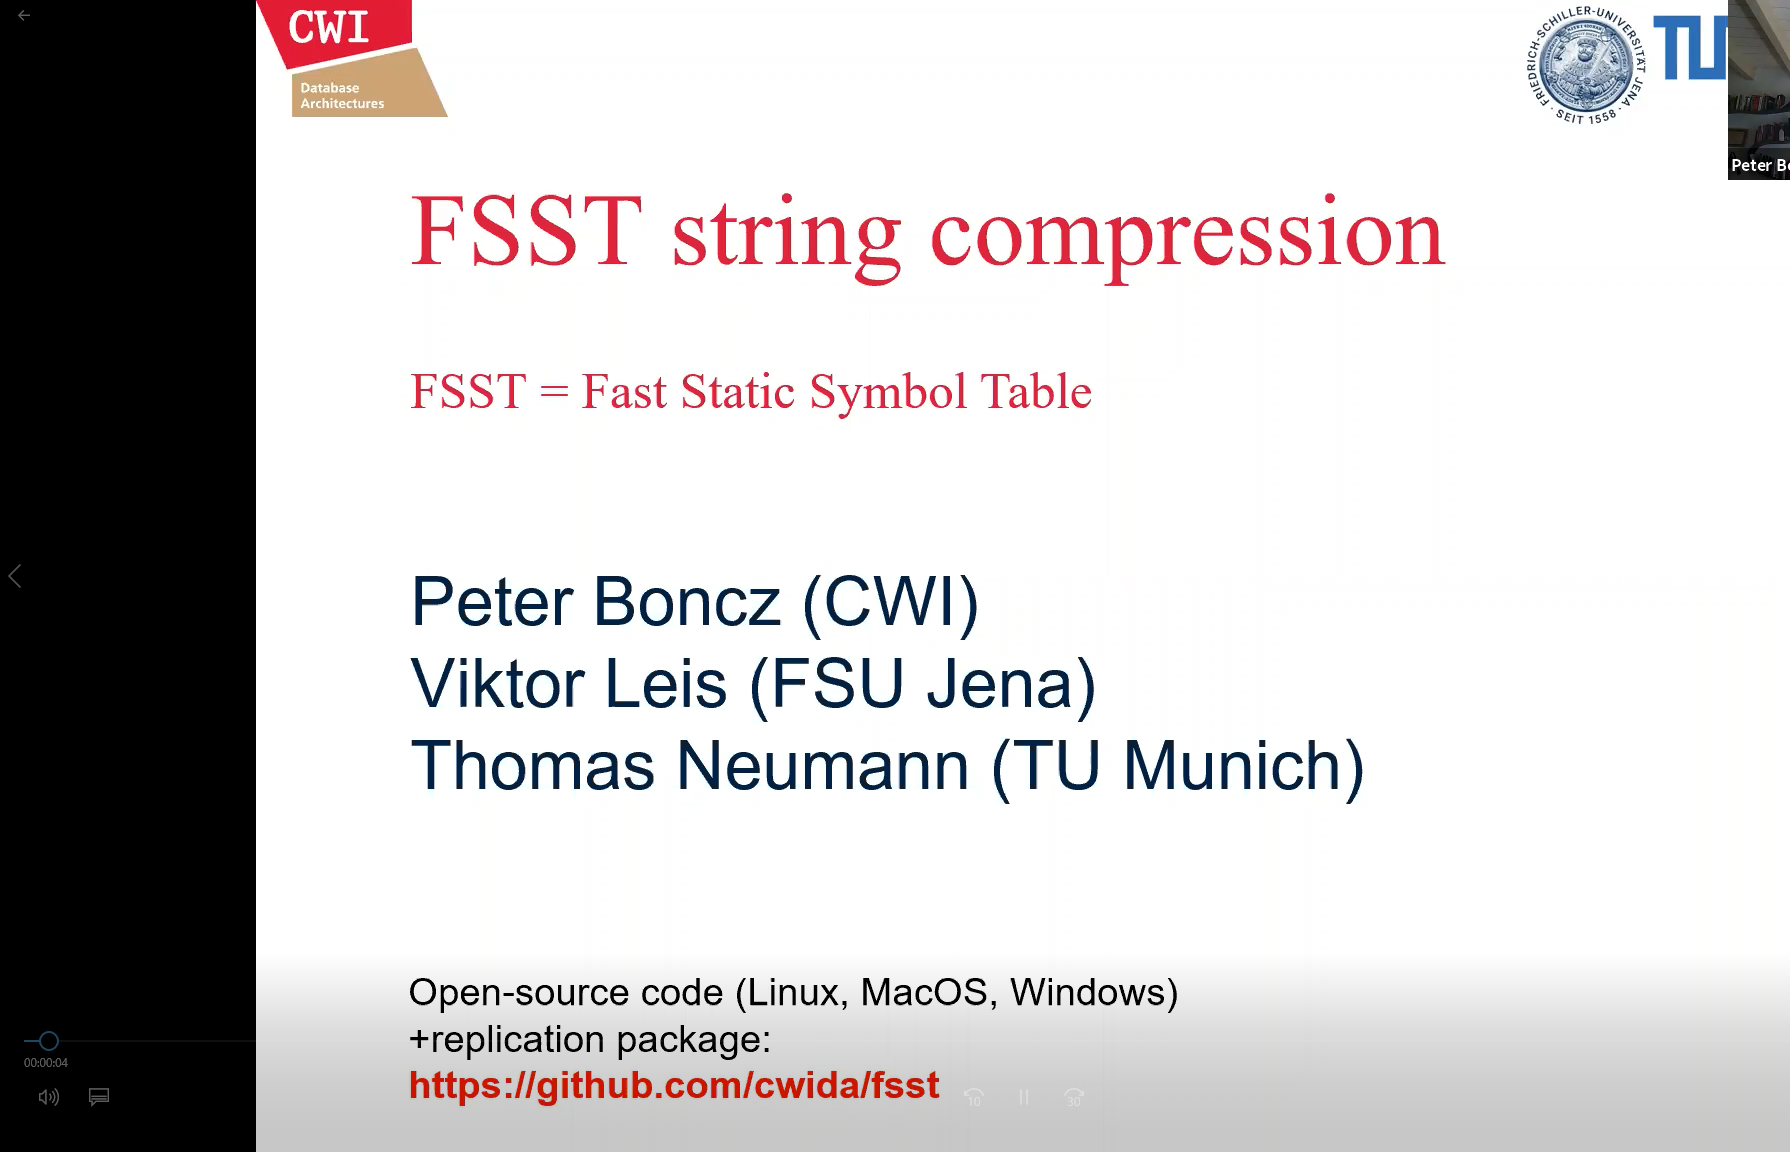 CWI
Database
Architectures
FRIEDRICH-SCHILLER-UNIVERSITÄT JENA
· SEIT 1558 ·
TU
Peter Bo
FSST string compression
FSST = Fast Static Symbol Table
Peter Boncz (CWI)
Viktor Leis (FSU Jena)
Thomas Neumann (TU Munich)
Open-source code (Linux, MacOS, Windows)
+replication package:
https://github.com/cwida/fsst
00:00:04
10
30